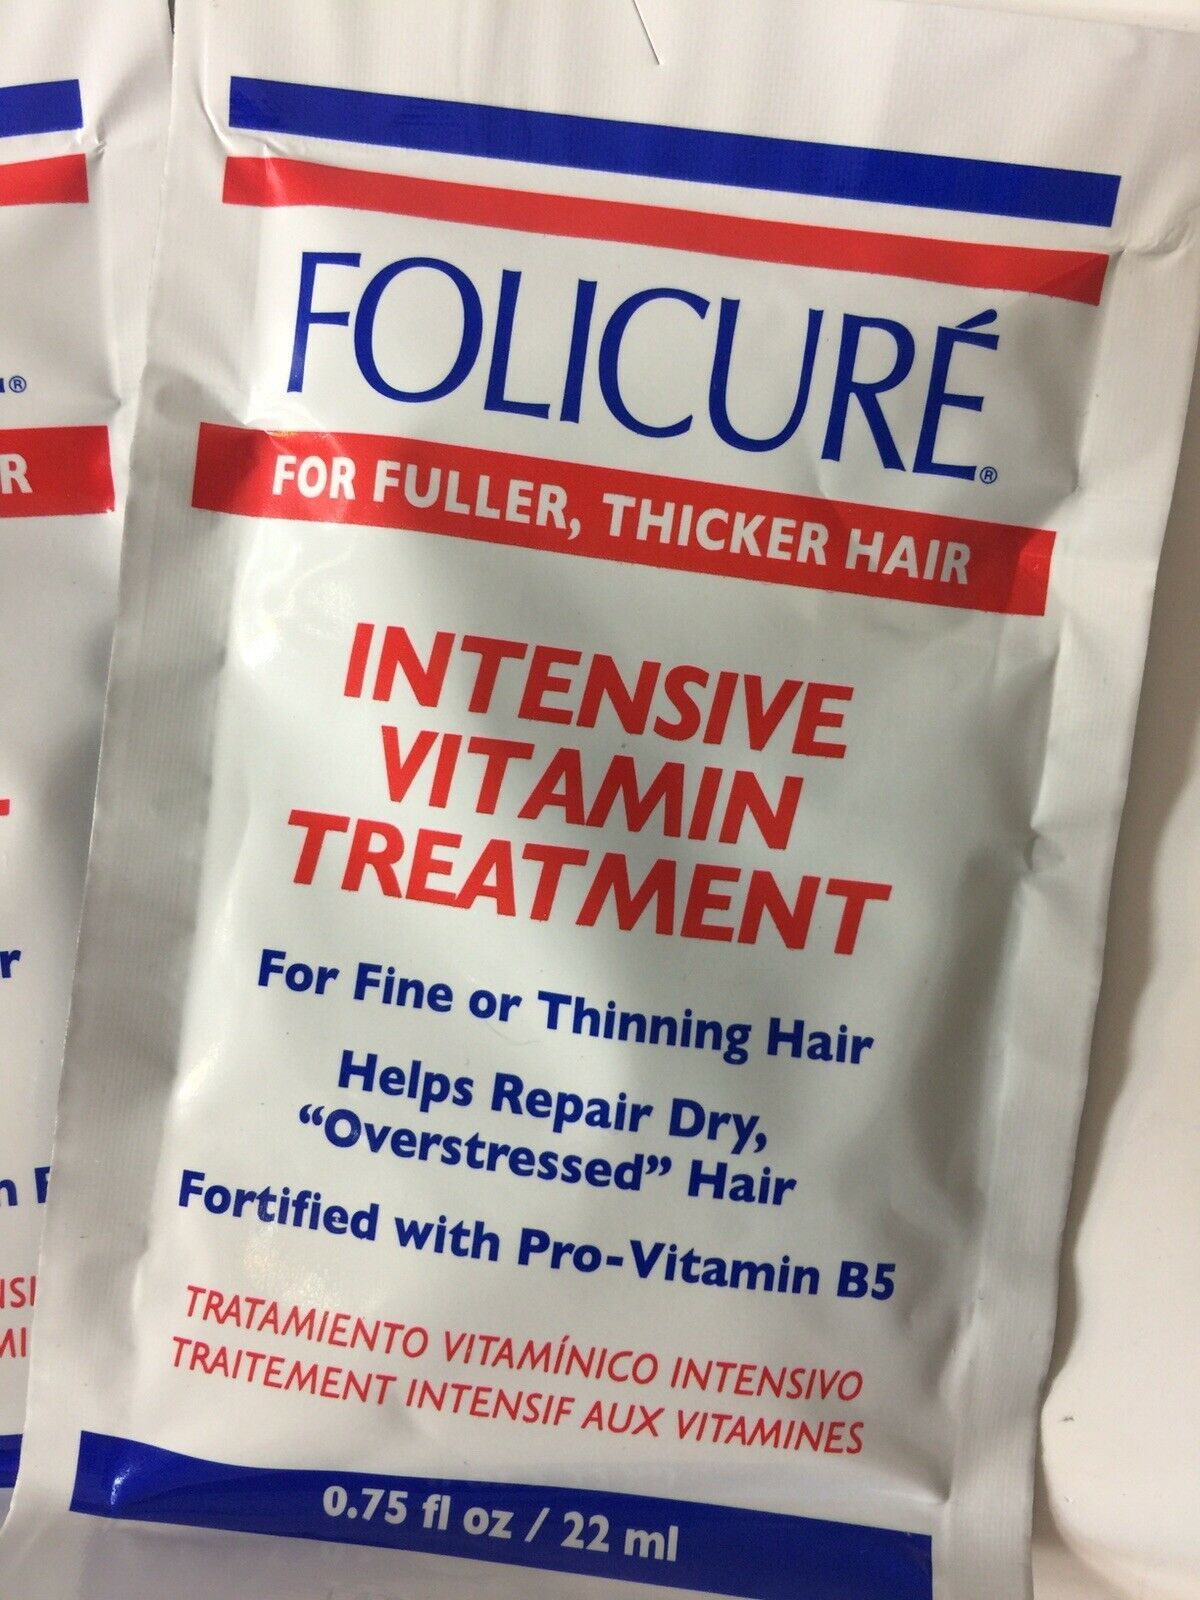 FOLICURÉ®
FOR FULLER, THICKER HAIR
INTENSIVE
VITAMIN
TREATMENT
For Fine or Thinning Hair
Helps Repair Dry,
“Overstressed” Hair
Fortified with Pro-Vitamin B5
TRATAMIENTO VITAMÍNICO INTENSIVO
TRAITEMENT INTENSIF AUX VITAMINES
0.75 fl oz / 22 ml